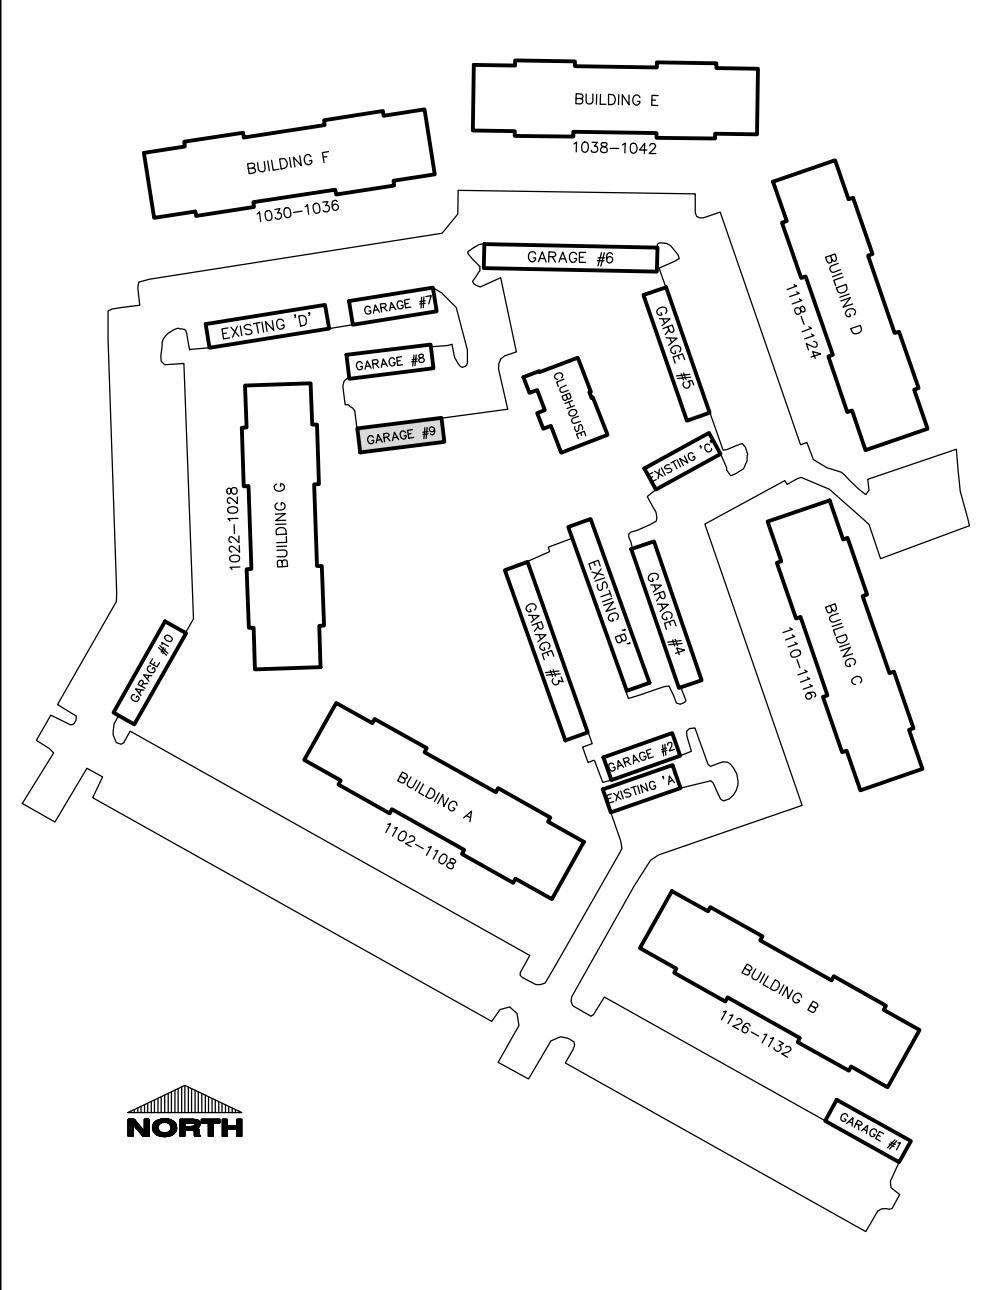 BUILDING E
1038-1042
BUILDING F
1030-1036
GARAGE #6
BUILDING D
1118-1124
GARAGE #7
EXISTING 'D'
GARAGE #5
GARAGE #8
CLUBHOUSE
GARAGE #9
EXISTING 'C'
BUILDING G
1022-1028
EXISTING 'B'
GARAGE #4
GARAGE #3
BUILDING C
1110-1116
GARAGE #10
GARAGE #2
EXISTING 'A
BUILDING A
1102-1108
BUILDING B
1126-1132
GARAGE #1
NORTH